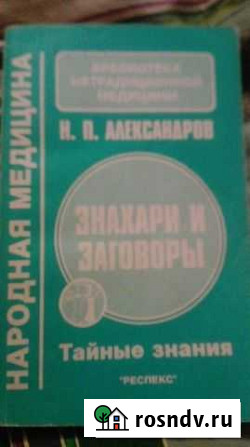 НАРОДНАЯ МЕДИЦИНА
БИБЛИОТЕКА
НЕТРАДИЦИОННОЙ
МЕДИЦИНЫ
Н. П. АЛЕКСАНДРОВ
ЗНАХАРИ И
ЗАГОВОРЫ
Тайные знания
"РЕСПЕКС"
rosndv.ru